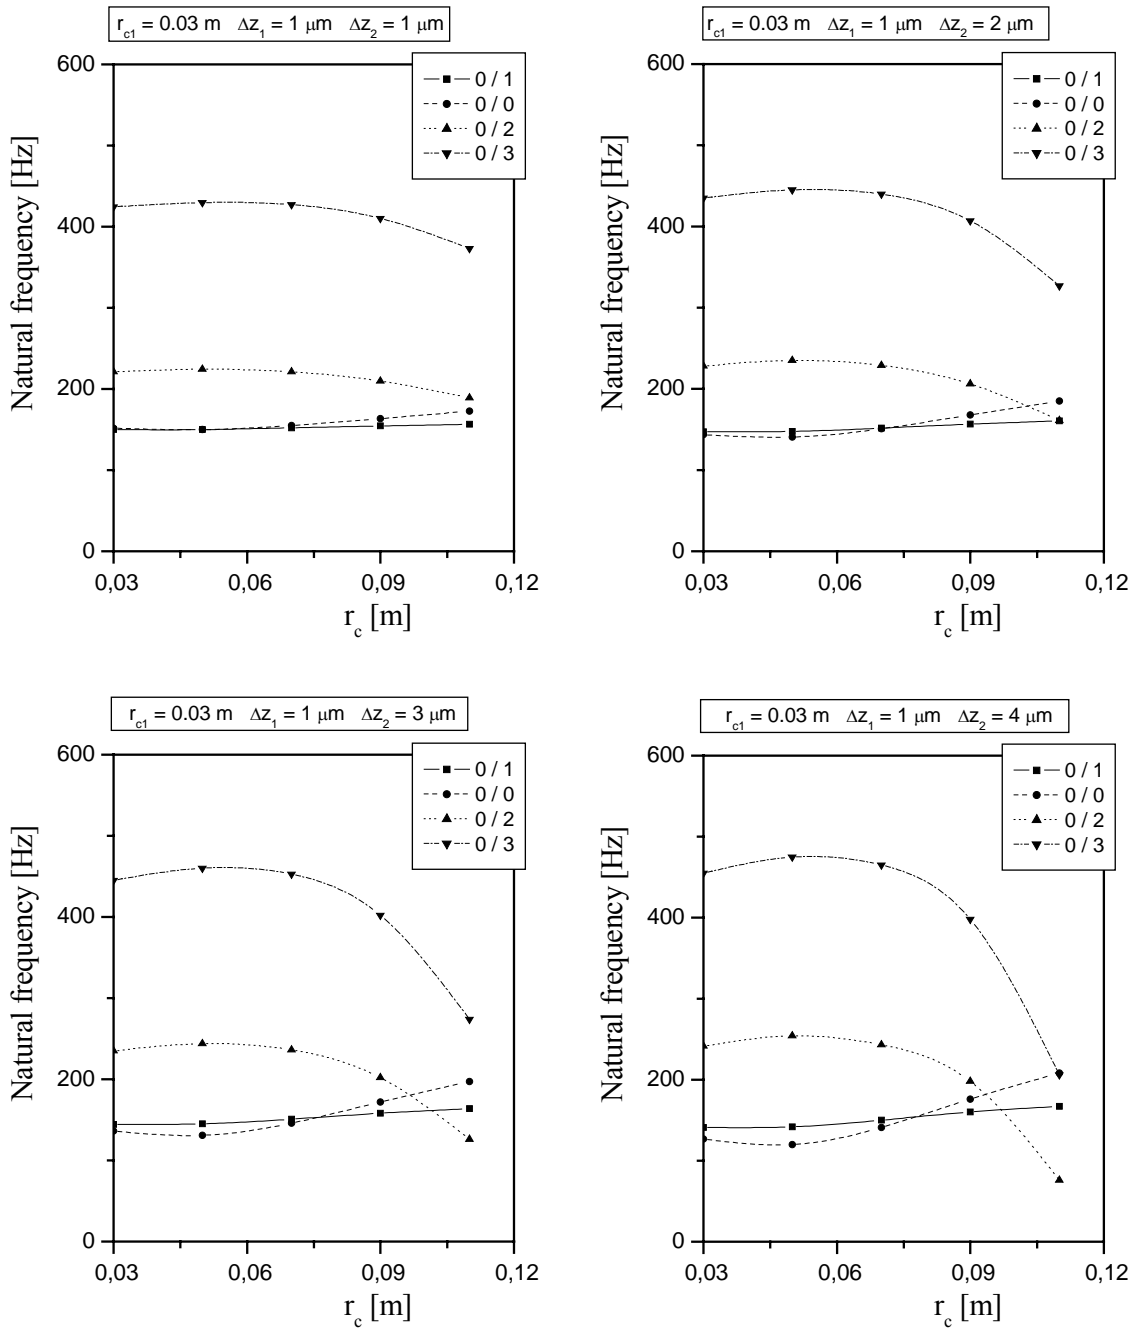 r_c1 = 0.03 m   Δz_1 = 1 μm   Δz_2 = 1 μm
600
400
200
0
Natural frequency [Hz]
0 / 1
0 / 0
0 / 2
0 / 3
0,03 0,06 0,09 0,12
r_c [m]
r_c1 = 0.03 m   Δz_1 = 1 μm   Δz_2 = 2 μm
600
400
200
0
Natural frequency [Hz]
0 / 1
0 / 0
0 / 2
0 / 3
0,03 0,06 0,09 0,12
r_c [m]
r_c1 = 0.03 m   Δz_1 = 1 μm   Δz_2 = 3 μm
600
400
200
0
Natural frequency [Hz]
0 / 1
0 / 0
0 / 2
0 / 3
0,03 0,06 0,09 0,12
r_c [m]
r_c1 = 0.03 m   Δz_1 = 1 μm   Δz_2 = 4 μm
600
400
200
0
Natural frequency [Hz]
0 / 1
0 / 0
0 / 2
0 / 3
0,03 0,06 0,09 0,12
r_c [m]